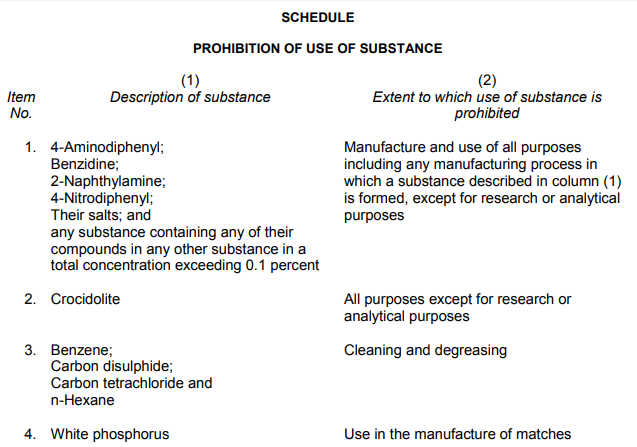 SCHEDULE
PROHIBITION OF USE OF SUBSTANCE
(1) (2)
Item Description of substance Extent to which use of substance is
No. prohibited
1. 4-Aminodiphenyl; Manufacture and use of all purposes
Benzidine; including any manufacturing process in
2-Naphthylamine; which a substance described in column (1)
4-Nitrodiphenyl; is formed, except for research or analytical
Their salts; and purposes
any substance containing any of their
compounds in any other substance in a
total concentration exceeding 0.1 percent
2. Crocidolite All purposes except for research or
analytical purposes
3. Benzene; Cleaning and degreasing
Carbon disulphide;
Carbon tetrachloride and
n-Hexane
4. White phosphorus Use in the manufacture of matches